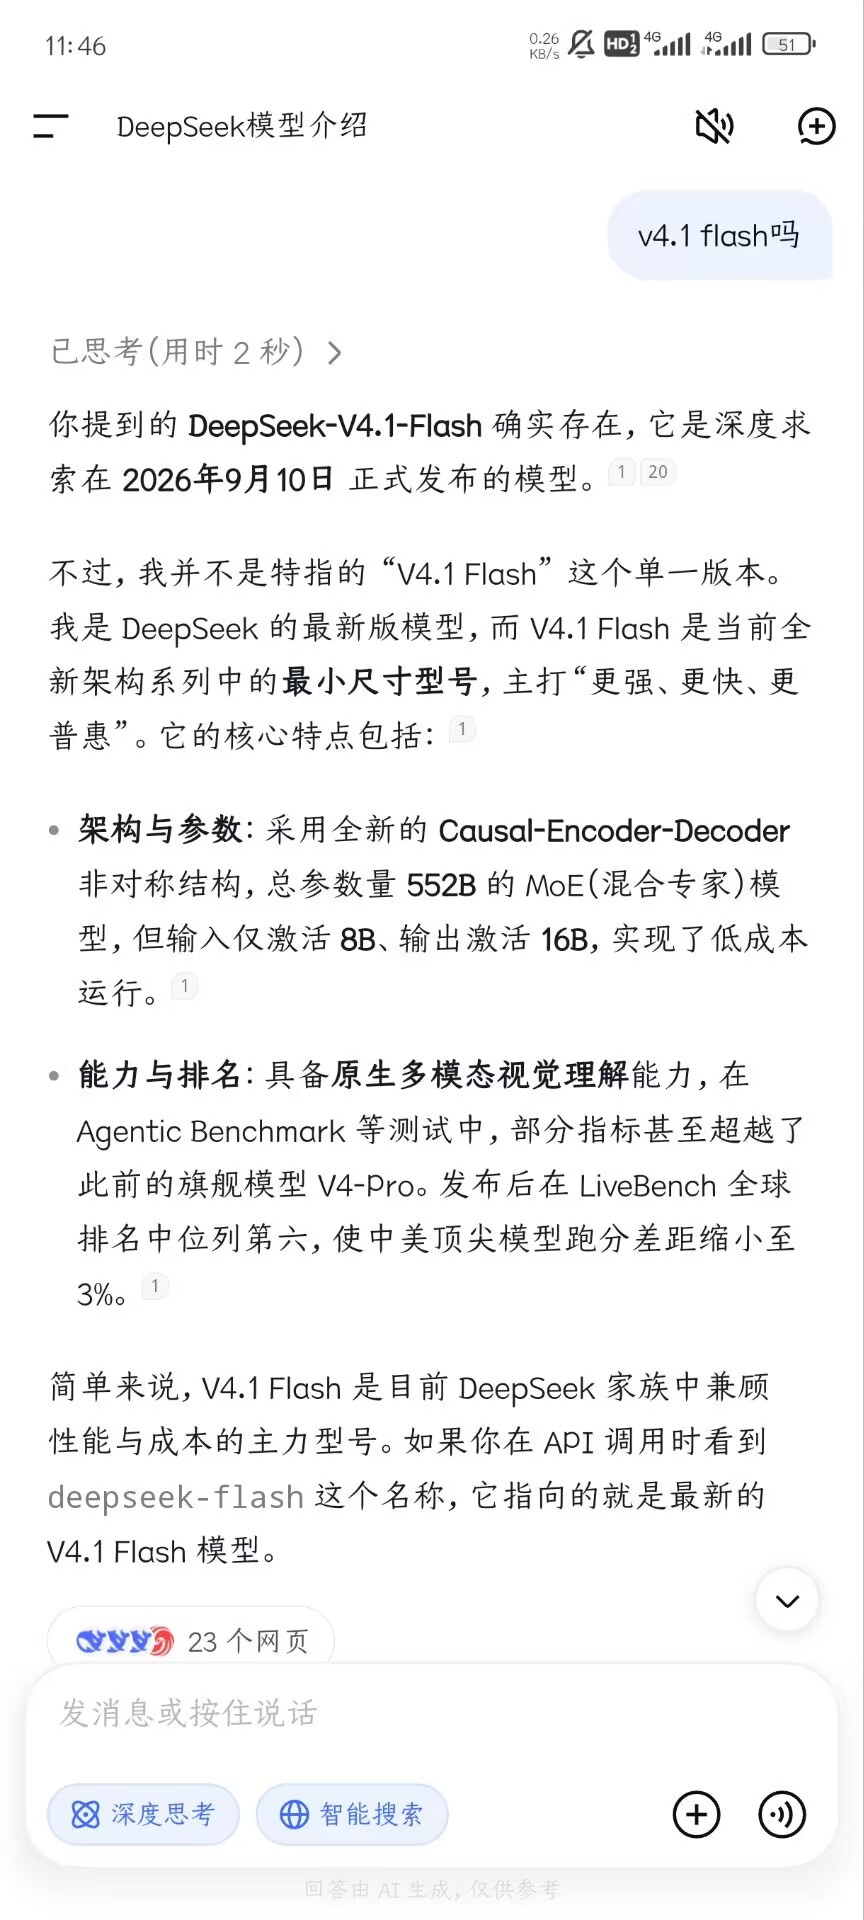 11:46
0.26
KB/s
HD 1 2
4G
4G
51
DeepSeek模型介绍
v4.1 flash吗
已思考(用时 2 秒)
你提到的 DeepSeek-V4.1-Flash 确实存在,它是深度求
索在 2026年9月10日 正式发布的模型。 1 20
不过,我并不是特指的“V4.1 Flash”这个单一版本。
我是 DeepSeek 的最新版模型,而 V4.1 Flash 是当前全
新架构系列中的最小尺寸型号,主打“更强、更快、更
普惠”。它的核心特点包括: 1
• 架构与参数: 采用全新的 Causal-Encoder-Decoder
非对称结构,总参数量 552B 的 MoE(混合专家)模
型,但输入仅激活 8B、输出激活 16B,实现了低成本
运行。 1
• 能力与排名: 具备原生多模态视觉理解能力,在
Agentic Benchmark 等测试中,部分指标甚至超越了
此前的旗舰模型 V4-Pro。发布后在 LiveBench 全球
排名中位列第六,使中美顶尖模型跑分差距缩小至
3%。 1
简单来说,V4.1 Flash 是目前 DeepSeek 家族中兼顾
性能与成本的主力型号。如果你在 API 调用时看到
deepseek-flash 这个名称,它指向的就是最新的
V4.1 Flash 模型。
23 个网页
发消息或按住说话
深度思考
智能搜索
回答由 AI 生成,仅供参考